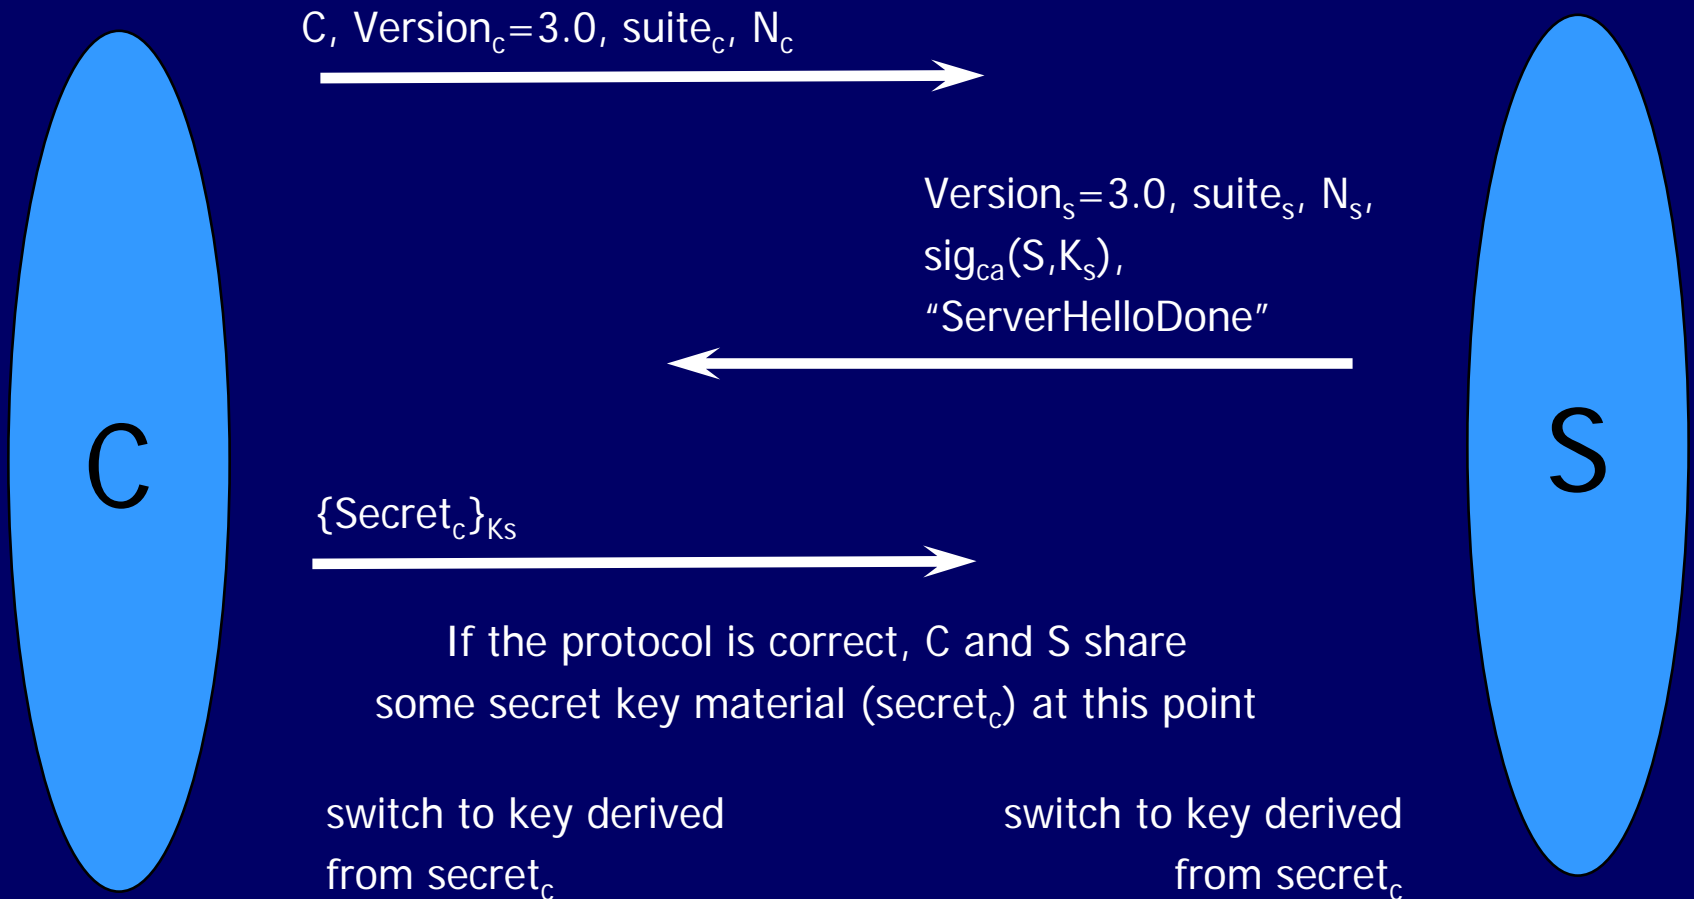 C, Version_c=3.0, suite_c, N_c
Version_s=3.0, suite_s, N_s,
sig_ca(S,K_s),
“ServerHelloDone”
C
S
{Secret_c}_Ks
If the protocol is correct, C and S share
some secret key material (secret_c) at this point
switch to key derived
from secret_c
switch to key derived
from secret_c